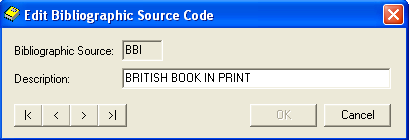 Edit Bibliographic Source Code
Bibliographic Source: BBI
Description: BRITISH BOOK IN PRINT
OK Cancel